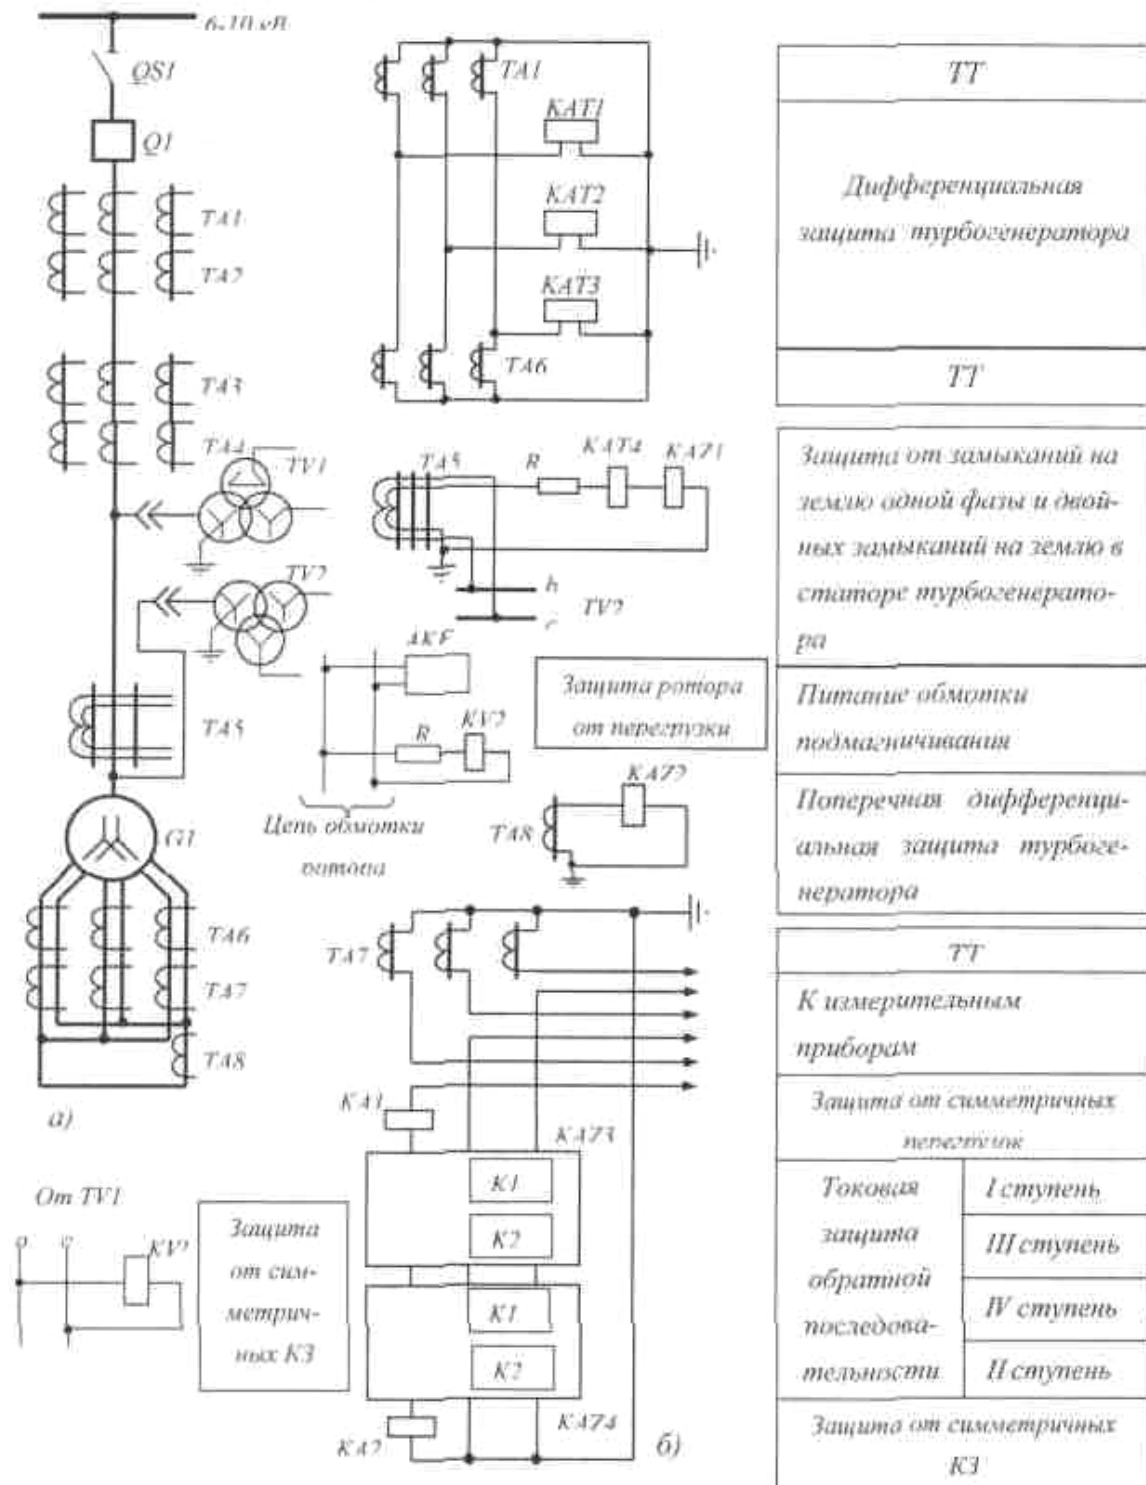 6-10 кВ
QS1
Q1
TA1
TA2
TA3
TA4
TV1
TV2
TA5
G1
TA6
TA7
TA8
а)
TA1
KAT1
KAT2
KAT3
TA6
TA5
R
KAT4
KAZ1
TV2
R
KV2
Цепь обмотки
ротора
Защита ротора
от перегрузки
KAZ2
TA8
TA7
KA1
KAZ3
K1
K2
K1
K2
KAZ4
KA2
б)
От TV1
Защита
от сим-
метрич-
ных КЗ
ТТ
Дифференциальная
защита турбогенератора
ТТ
Защита от замыканий на
землю одной фазы и двой-
ных замыканий на землю в
статоре турбогенерато-
ра
Питание обмотки
подмагничивания
Поперечная дифференци-
альная защита турбоге-
нератора
ТТ
К измерительным
приборам
Защита от симметричных
перегрузок
Токовая
защита
обратной
последова-
тельности
I ступень
III ступень
IV ступень
II ступень
Защита от симметричных
КЗ